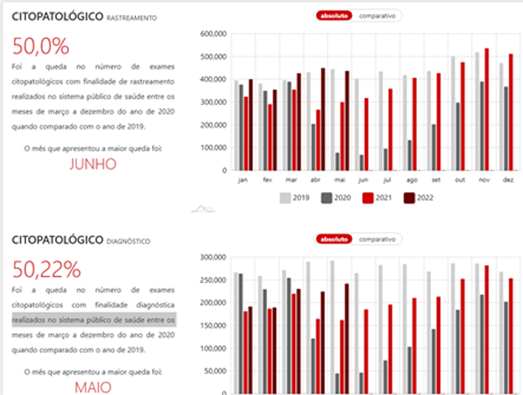 CITOPATOLÓGICO RASTREAMENTO
50,0%
Foi a queda no número de exames
citopatológicos com finalidade de rastreamento
realizados no sistema público de saúde entre os
meses de março a dezembro do ano de 2020
quando comparado com o ano de 2019.
O mês que apresentou a maior queda foi:
JUNHO
absoluto comparativo
600,000
500,000
400,000
300,000
200,000
100,000
0
jan fev mar abr mai jun jul ago set out nov dez
2019 2020 2021 2022
CITOPATOLÓGICO DIAGNÓSTICO
50,22%
Foi a queda no número de exames
citopatológicos com finalidade diagnóstica
realizados no sistema público de saúde entre os
meses de março a dezembro do ano de 2020
quando comparado com o ano de 2019.
O mês que apresentou a maior queda foi:
MAIO
absoluto comparativo
300,000
250,000
200,000
150,000
100,000
50,000
0